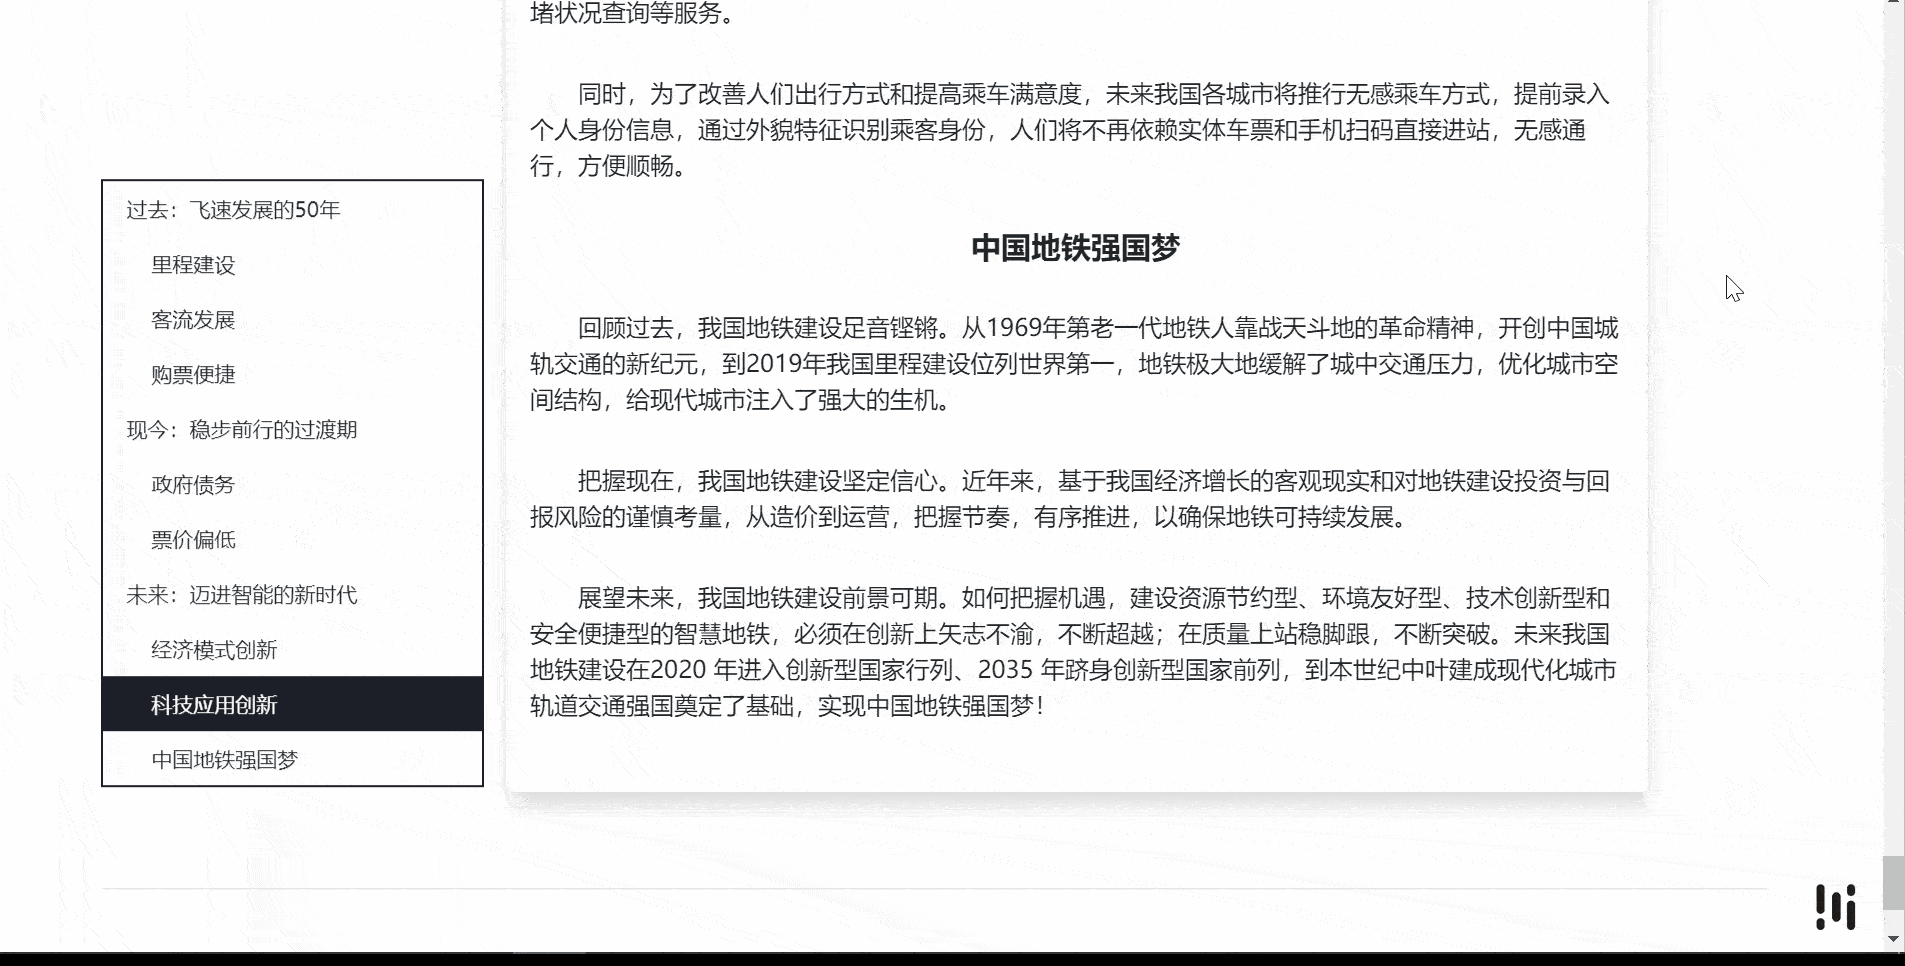 堵状况查询等服务。
同时，为了改善人们出行方式和提高乘车满意度，未来我国各城市将推行无感乘车方式，提前录入
个人身份信息，通过外貌特征识别乘客身份，人们将不再依赖实体车票和手机扫码直接进站，无感通
行，方便顺畅。
中国地铁强国梦
回顾过去，我国地铁建设足音铿锵。从1969年第老一代地铁人靠战天斗地的革命精神，开创中国城
轨交通的新纪元，到2019年我国里程建设位列世界第一，地铁极大地缓解了城中交通压力，优化城市空
间结构，给现代城市注入了强大的生机。
把握现在，我国地铁建设坚定信心。近年来，基于我国经济增长的客观现实和对地铁建设投资与回
报风险的谨慎考量，从造价到运营，把握节奏，有序推进，以确保地铁可持续发展。
展望未来，我国地铁建设前景可期。如何把握机遇，建设资源节约型、环境友好型、技术创新型和
安全便捷型的智慧地铁，必须在创新上矢志不渝，不断超越；在质量上站稳脚跟，不断突破。未来我国
地铁建设在2020 年进入创新型国家行列、2035 年跻身创新型国家前列，到本世纪中叶建成现代化城市
轨道交通强国奠定了基础，实现中国地铁强国梦！
过去：飞速发展的50年
里程建设
客流发展
购票便捷
现今：稳步前行的过渡期
政府债务
票价偏低
未来：迈进智能的新时代
经济模式创新
科技应用创新
中国地铁强国梦